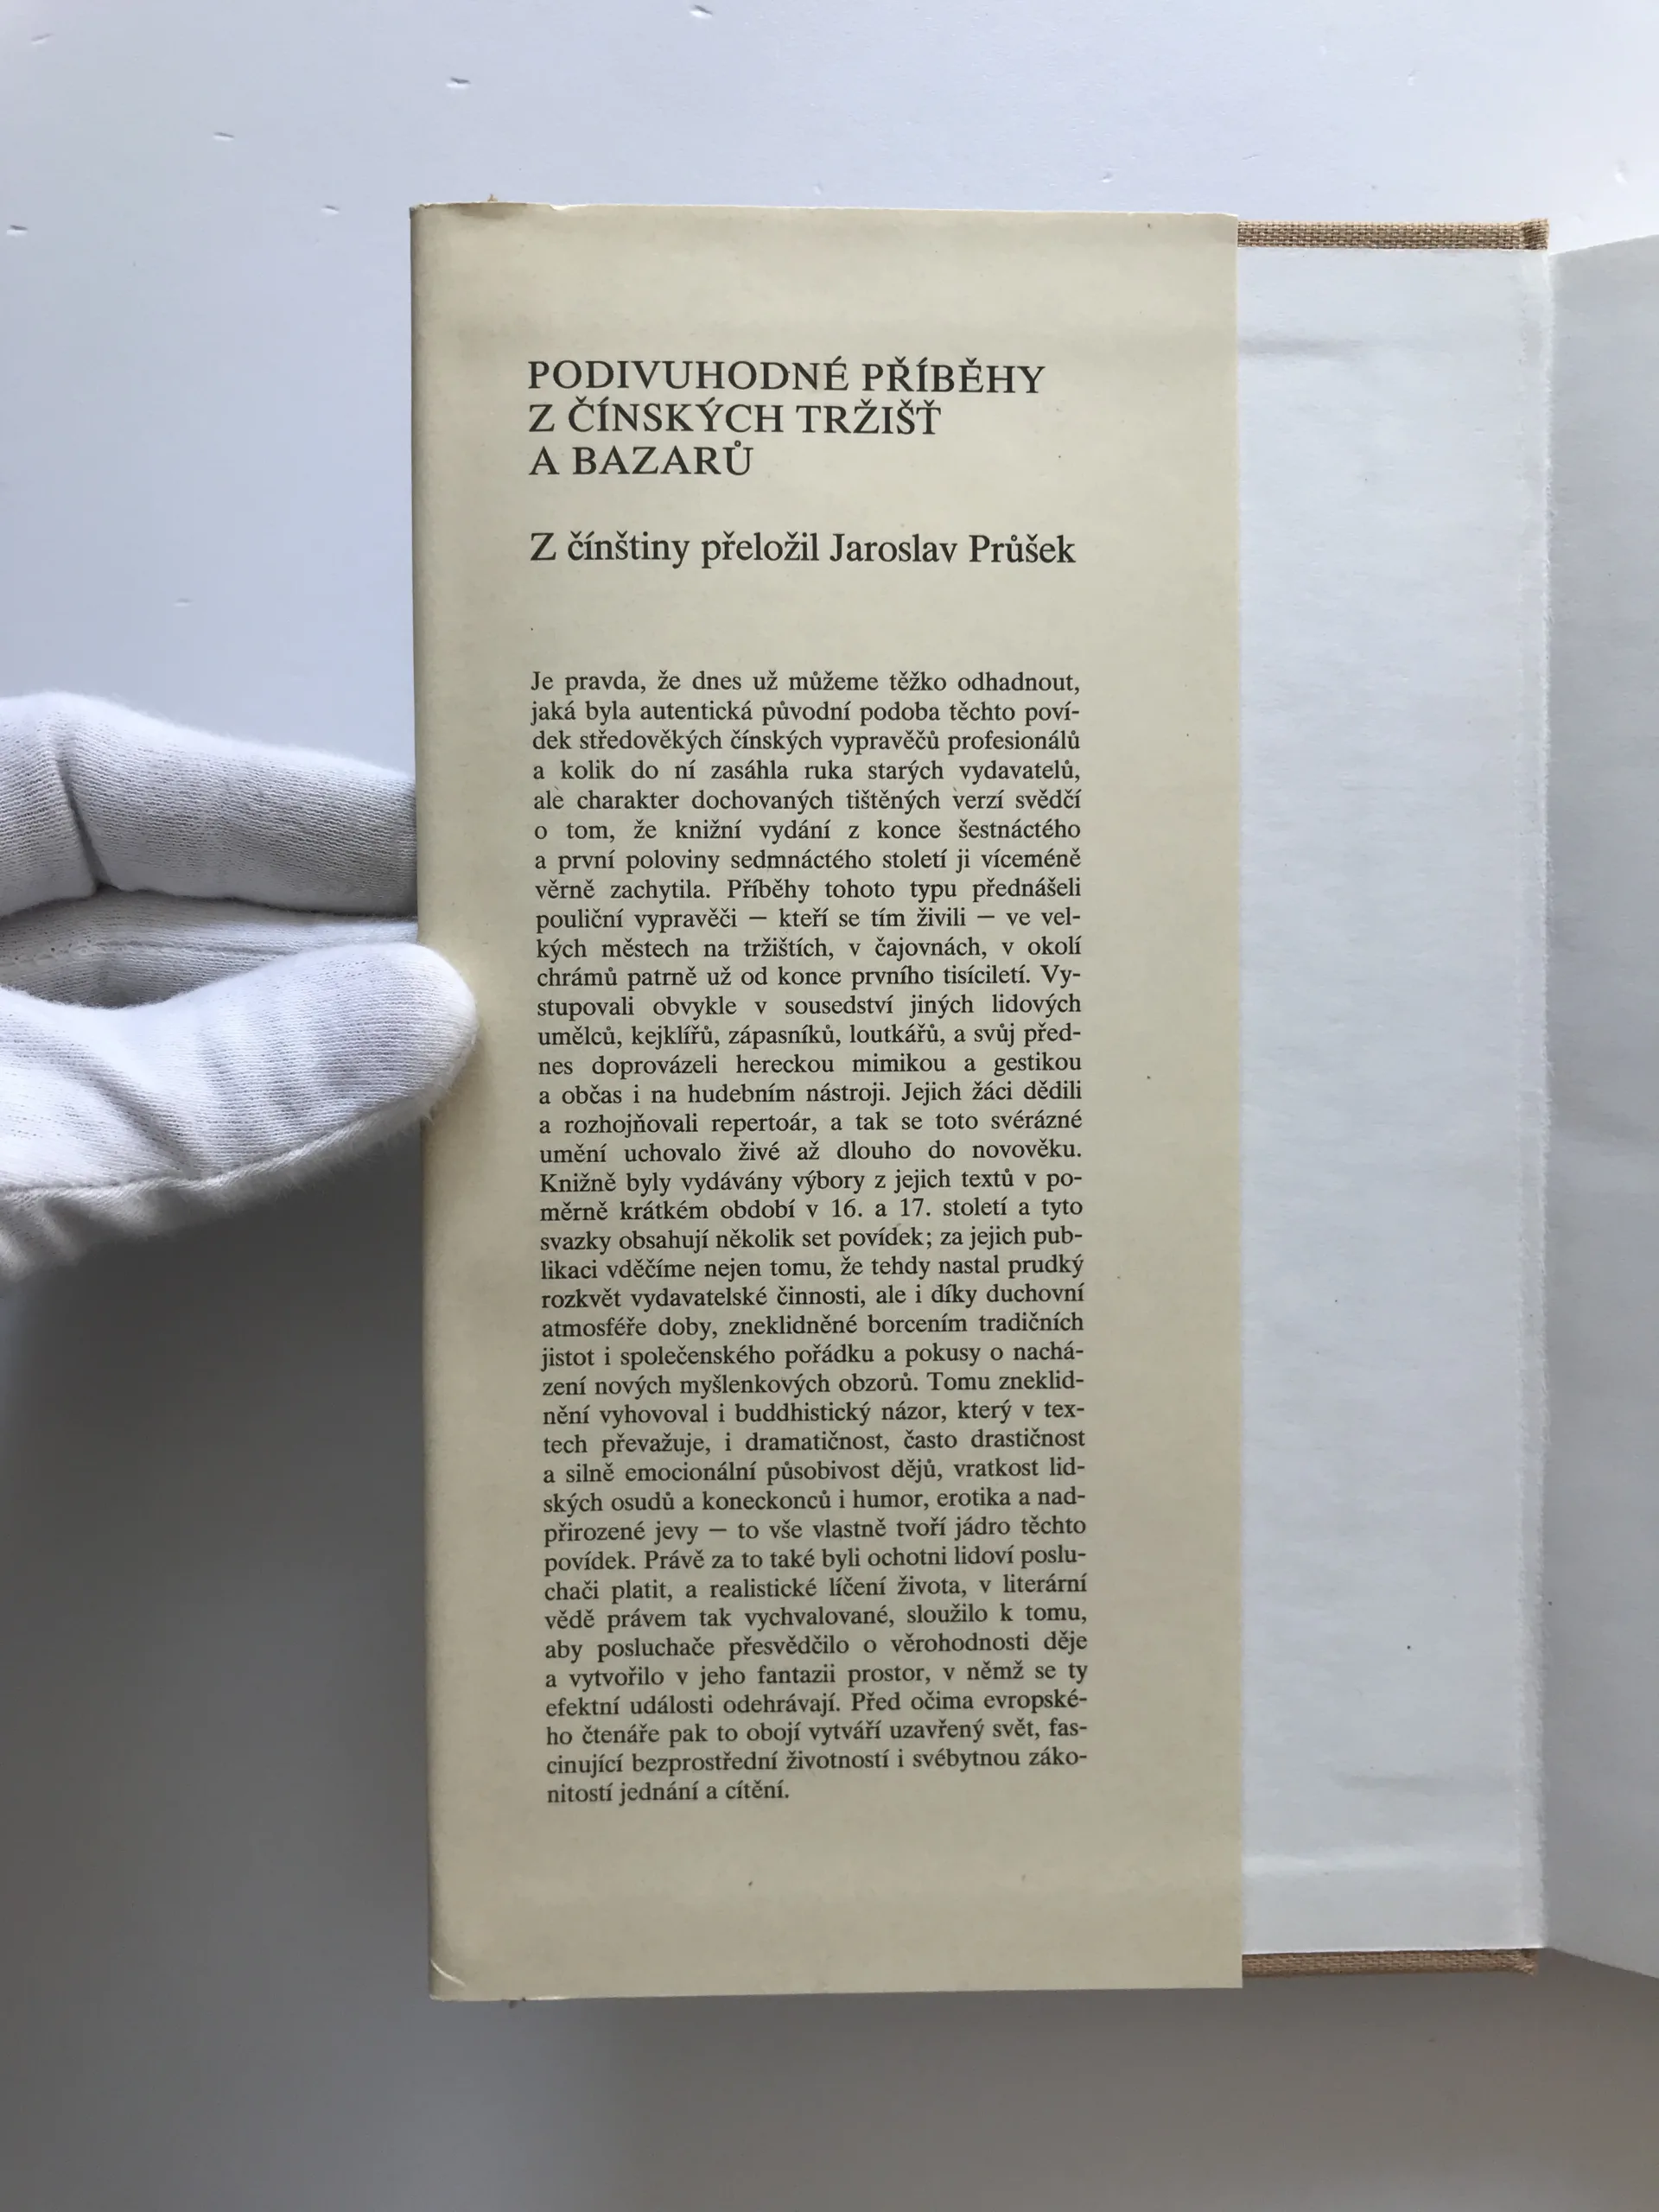 PODIVUHODNÉ PŘÍBĚHY
Z ČÍNSKÝCH TRŽIŠŤ
A BAZARŮ
Z čínštiny přeložil Jaroslav Průšek
Je pravda, že dnes už můžeme těžko odhadnout,
jaká byla autentická původní podoba těchto poví-
dek středověkých čínských vypravěčů profesionálů
a kolik do ní zasáhla ruka starých vydavatelů,
ale charakter dochovaných tištěných verzí svědčí
o tom, že knižní vydání z konce šestnáctého
a první poloviny sedmnáctého století ji víceméně
věrně zachytila. Příběhy tohoto typu přednášeli
pouliční vypravěči — kteří se tím živili — ve vel-
kých městech na tržištích, v čajovnách, v okolí
chrámů patrně už od konce prvního tisíciletí. Vy-
stupovali obvykle v sousedství jiných lidových
umělců, kejklířů, zápasníků, loutkářů, a svůj před-
nes doprovázeli hereckou mimikou a gestikou
a občas i na hudebním nástroji. Jejich žáci dědili
a rozhojňovali repertoár, a tak se toto svérázné
umění uchovalo živé až dlouho do novověku.
Knižně byly vydávány výbory z jejich textů v po-
měrně krátkém období v 16. a 17. století a tyto
svazky obsahují několik set povídek; za jejich pub-
likaci vděčíme nejen tomu, že tehdy nastal prudký
rozkvět vydavatelské činnosti, ale i díky duchovní
atmosféře doby, zneklidněné borcením tradičních
jistot i společenského pořádku a pokusy o nachá-
zení nových myšlenkových obzorů. Tomu zneklid-
nění vyhovoval i buddhistický názor, který v tex-
tech převažuje, i dramatičnost, často drastičnost
a silně emocionální působivost dějů, vratkost lid-
ských osudů a koneckonců i humor, erotika a nad-
přirozené jevy — to vše vlastně tvoří jádro těchto
povídek. Právě za to také byli ochotni lidoví poslu-
chači platit, a realistické líčení života, v literární
vědě právem tak vychvalované, sloužilo k tomu,
aby posluchače přesvědčilo o věrohodnosti děje
a vytvořilo v jeho fantazii prostor, v němž se ty
efektní události odehrávají. Před očima evropské-
ho čtenáře pak to obojí vytváří uzavřený svět, fas-
cinující bezprostřední životností i svébytnou záko-
nitostí jednání a cítění.